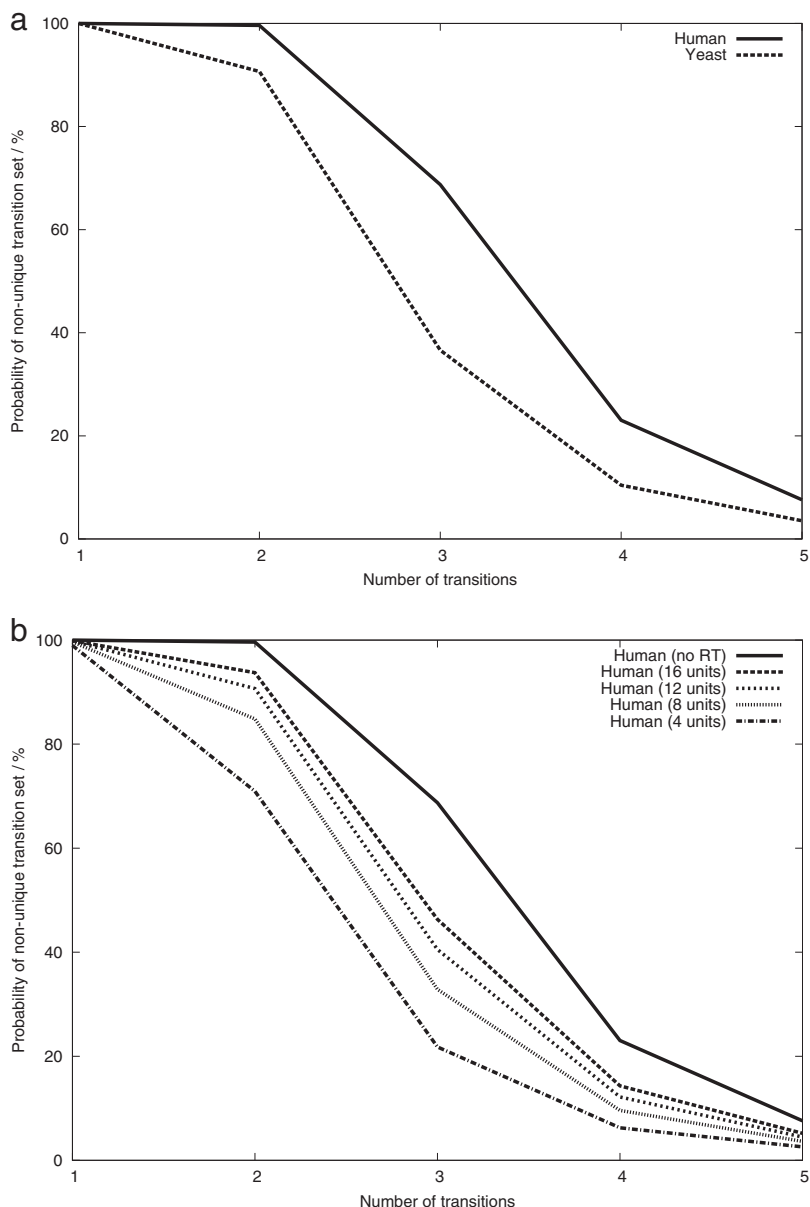 a
100
80
60
40
20
0
Probability of non-unique transition set / %
Human
Yeast
1 2 3 4 5
Number of transitions
b
100
80
60
40
20
0
Probability of non-unique transition set / %
Human (no RT)
Human (16 units)
Human (12 units)
Human (8 units)
Human (4 units)
1 2 3 4 5
Number of transitions